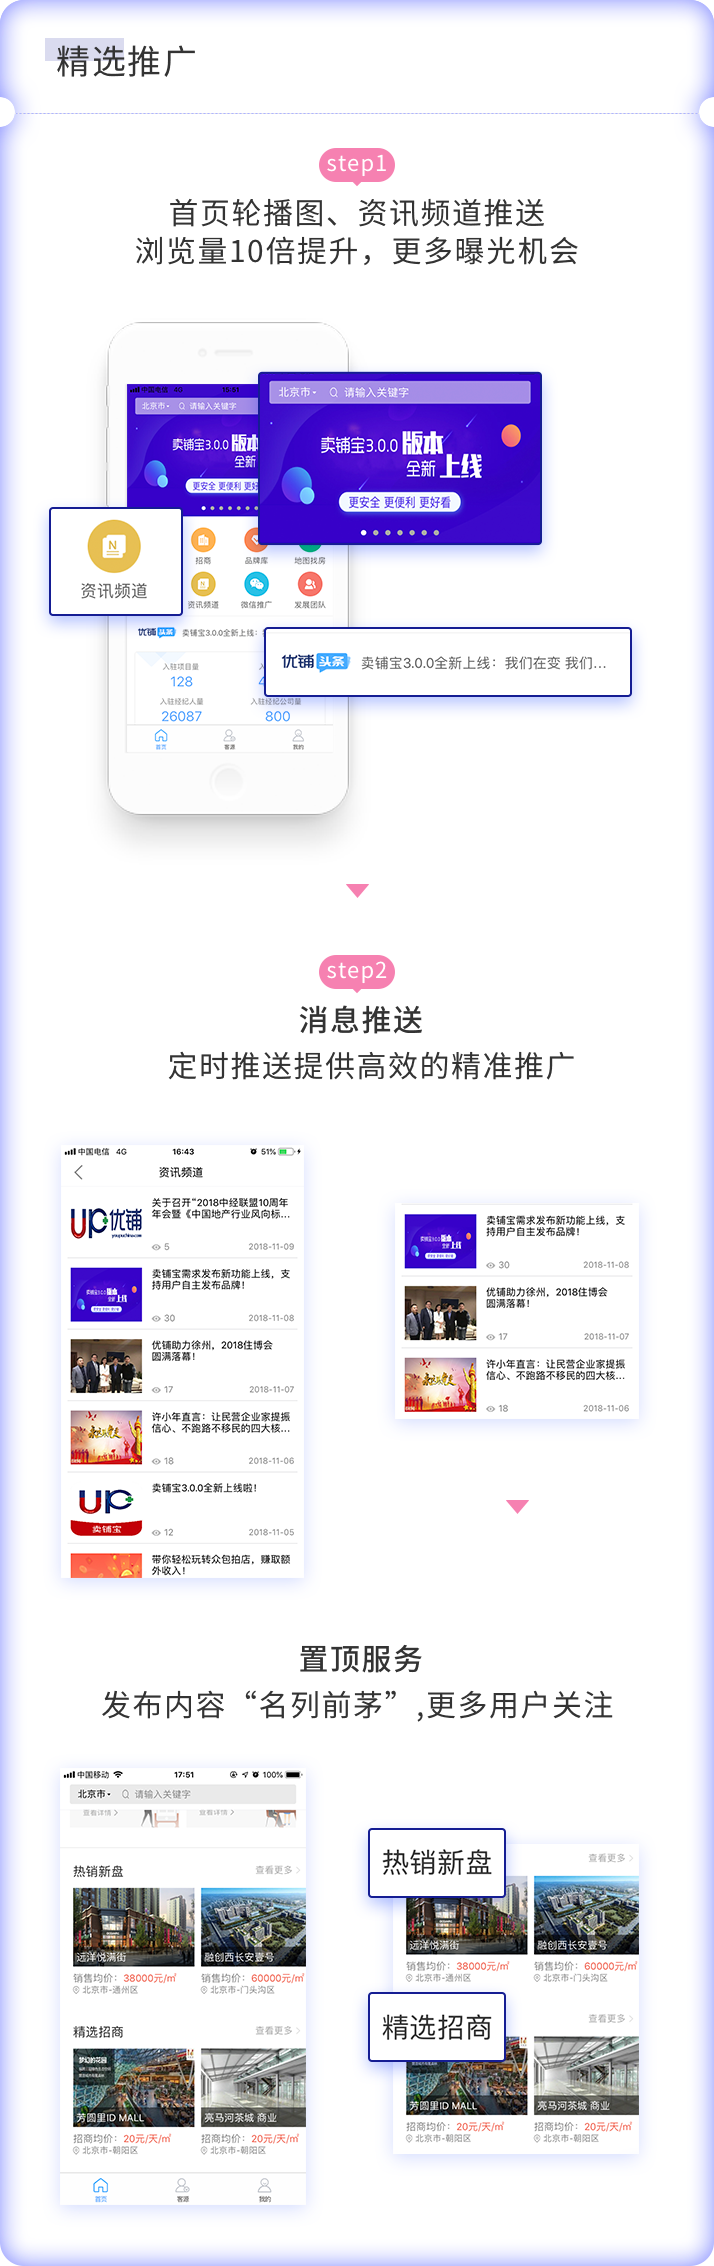 精选推广
step1
首页轮播图、资讯频道推送
浏览量10倍提升，更多曝光机会
中国电信 4G 15:51
北京市 请输入关键字
卖铺宝3.0.0 版本
全新
更安全 更便利 更好
北京市 请输入关键字
卖铺宝3.0.0 版本
全新 上线
更安全 更便利 更好看
资讯频道
招商 品牌库 地图找房
资讯频道 微信推广 发展团队
优铺头条 卖铺宝3.0.0全新上线：
优铺头条 卖铺宝3.0.0全新上线：我们在变 我们...
入驻项目量
128
入驻经纪人量 入驻经纪公司量
26087 800
首页 客源 我的
step2
消息推送
定时推送提供高效的精准推广
中国电信 4G 16:43 51%
资讯频道
UP优铺
youpuchina.com
关于召开“2018中经联盟10周年
年会暨《中国地产行业风向标...
5 2018-11-09
卖铺宝需求发布新功能上线，支
持用户自主发布品牌！
30 2018-11-08
优铺助力徐州，2018住博会
圆满落幕！
17 2018-11-07
许小年直言：让民营企业家提振
信心、不跑路不移民的四大核...
18 2018-11-06
UP
卖铺宝
卖铺宝3.0.0全新上线啦！
12 2018-11-05
带你轻松玩转众包拍店，赚取额
外收入！
卖铺宝需求发布新功能上线，支
持用户自主发布品牌！
30 2018-11-08
优铺助力徐州，2018住博会
圆满落幕！
17 2018-11-07
许小年直言：让民营企业家提振
信心、不跑路不移民的四大核...
18 2018-11-06
置顶服务
发布内容“名列前茅”,更多用户关注
中国移动 17:51 100%
北京市 请输入关键字
查看详情 查看详情
热销新盘 查看更多
远洋悦满街 融创西长安壹号
销售均价：38000元/㎡ 销售均价：60000元/㎡
北京市-通州区 北京市-门头沟区
精选招商 查看更多
梦幻的花园
芳圆里ID MALL 亮马河茶城 商业
招商均价：20元/天/㎡ 招商均价：20元/天/㎡
北京市-朝阳区 北京市-朝阳区
首页 客源 我的
热销新盘
查看更多
远洋悦满街 融创西长安壹号
销售均价：38000元/㎡ 销售均价：60000元/㎡
北京市-通州区 北京市-门头沟区
精选招商
查看更多
芳圆里ID MALL 亮马河茶城 商业
招商均价：20元/天/㎡ 招商均价：20元/天/㎡
北京市-朝阳区 北京市-朝阳区